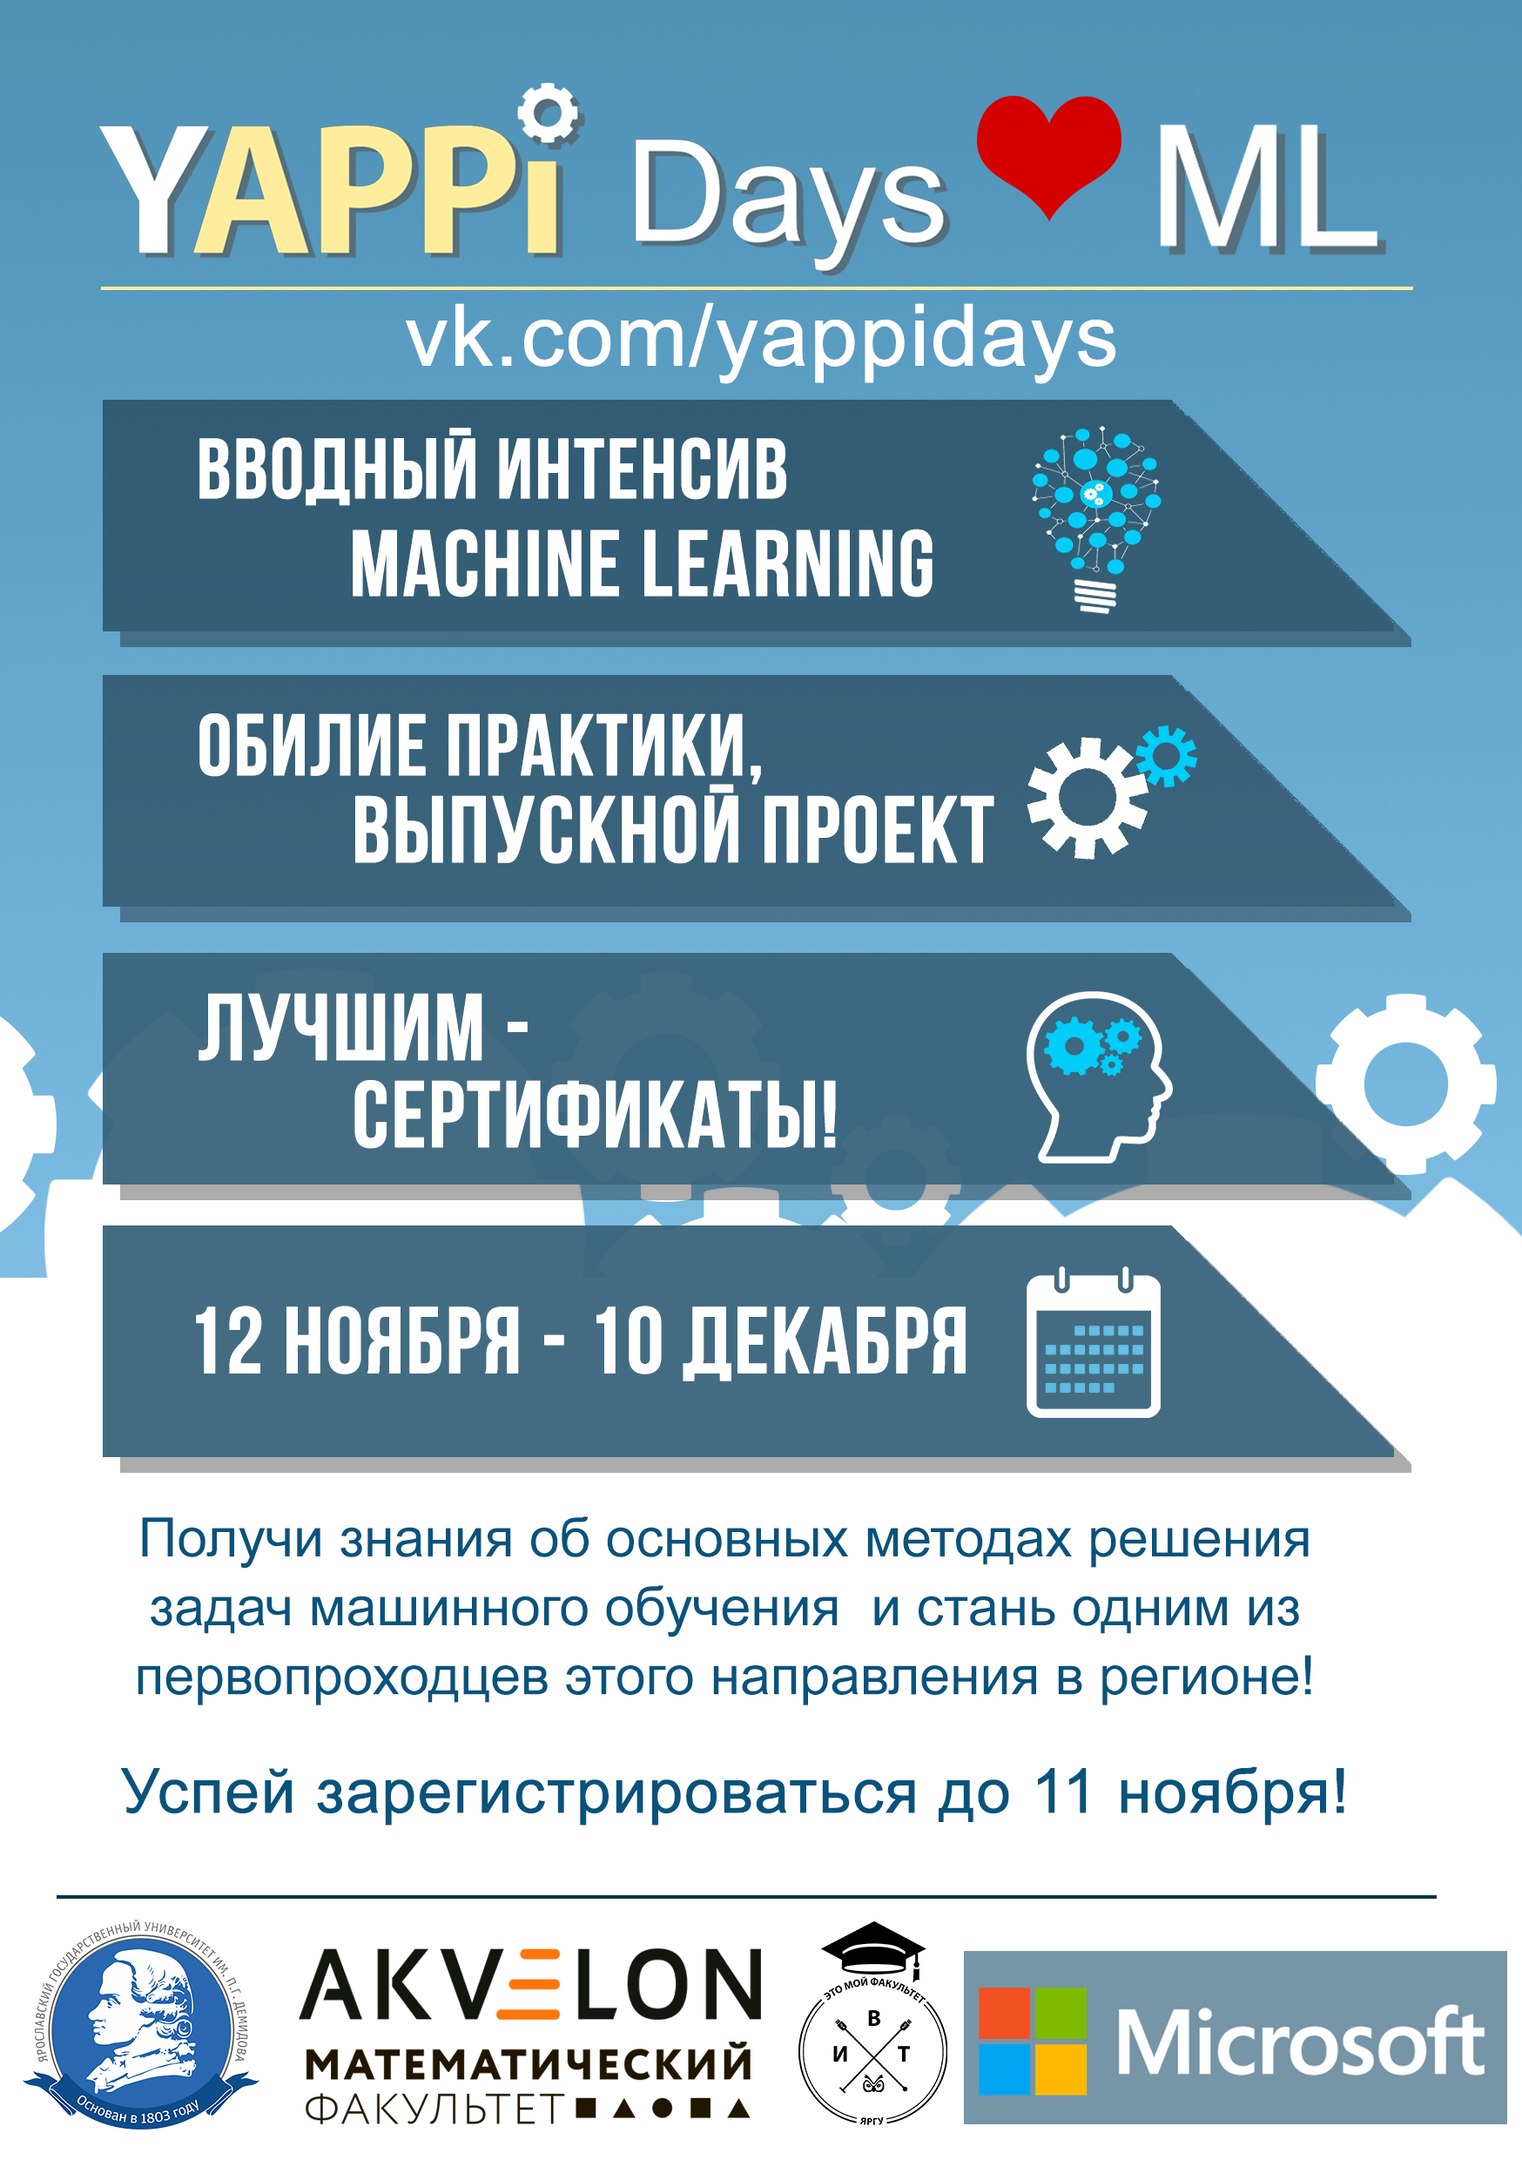 YAPPi Days ML
vk.com/yappidays
ВВОДНЫЙ ИНТЕНСИВ
MACHINE LEARNING
ОБИЛИЕ ПРАКТИКИ,
ВЫПУСКНОЙ ПРОЕКТ
ЛУЧШИМ -
СЕРТИФИКАТЫ!
12 НОЯБРЯ - 10 ДЕКАБРЯ
Получи знания об основных методах решения
задач машинного обучения и стань одним из
первопроходцев этого направления в регионе!
Успей зарегистрироваться до 11 ноября!
ЯРОСЛАВСКИЙ ГОСУДАРСТВЕННЫЙ УНИВЕРСИТЕТ ИМ. П.Г. ДЕМИДОВА
Основан в 1803 году
AKVELON
МАТЕМАТИЧЕСКИЙ
ФАКУЛЬТЕТ
ЭТО МОЙ ФАКУЛЬТЕТ
В
И Т
ЯРГУ
Microsoft